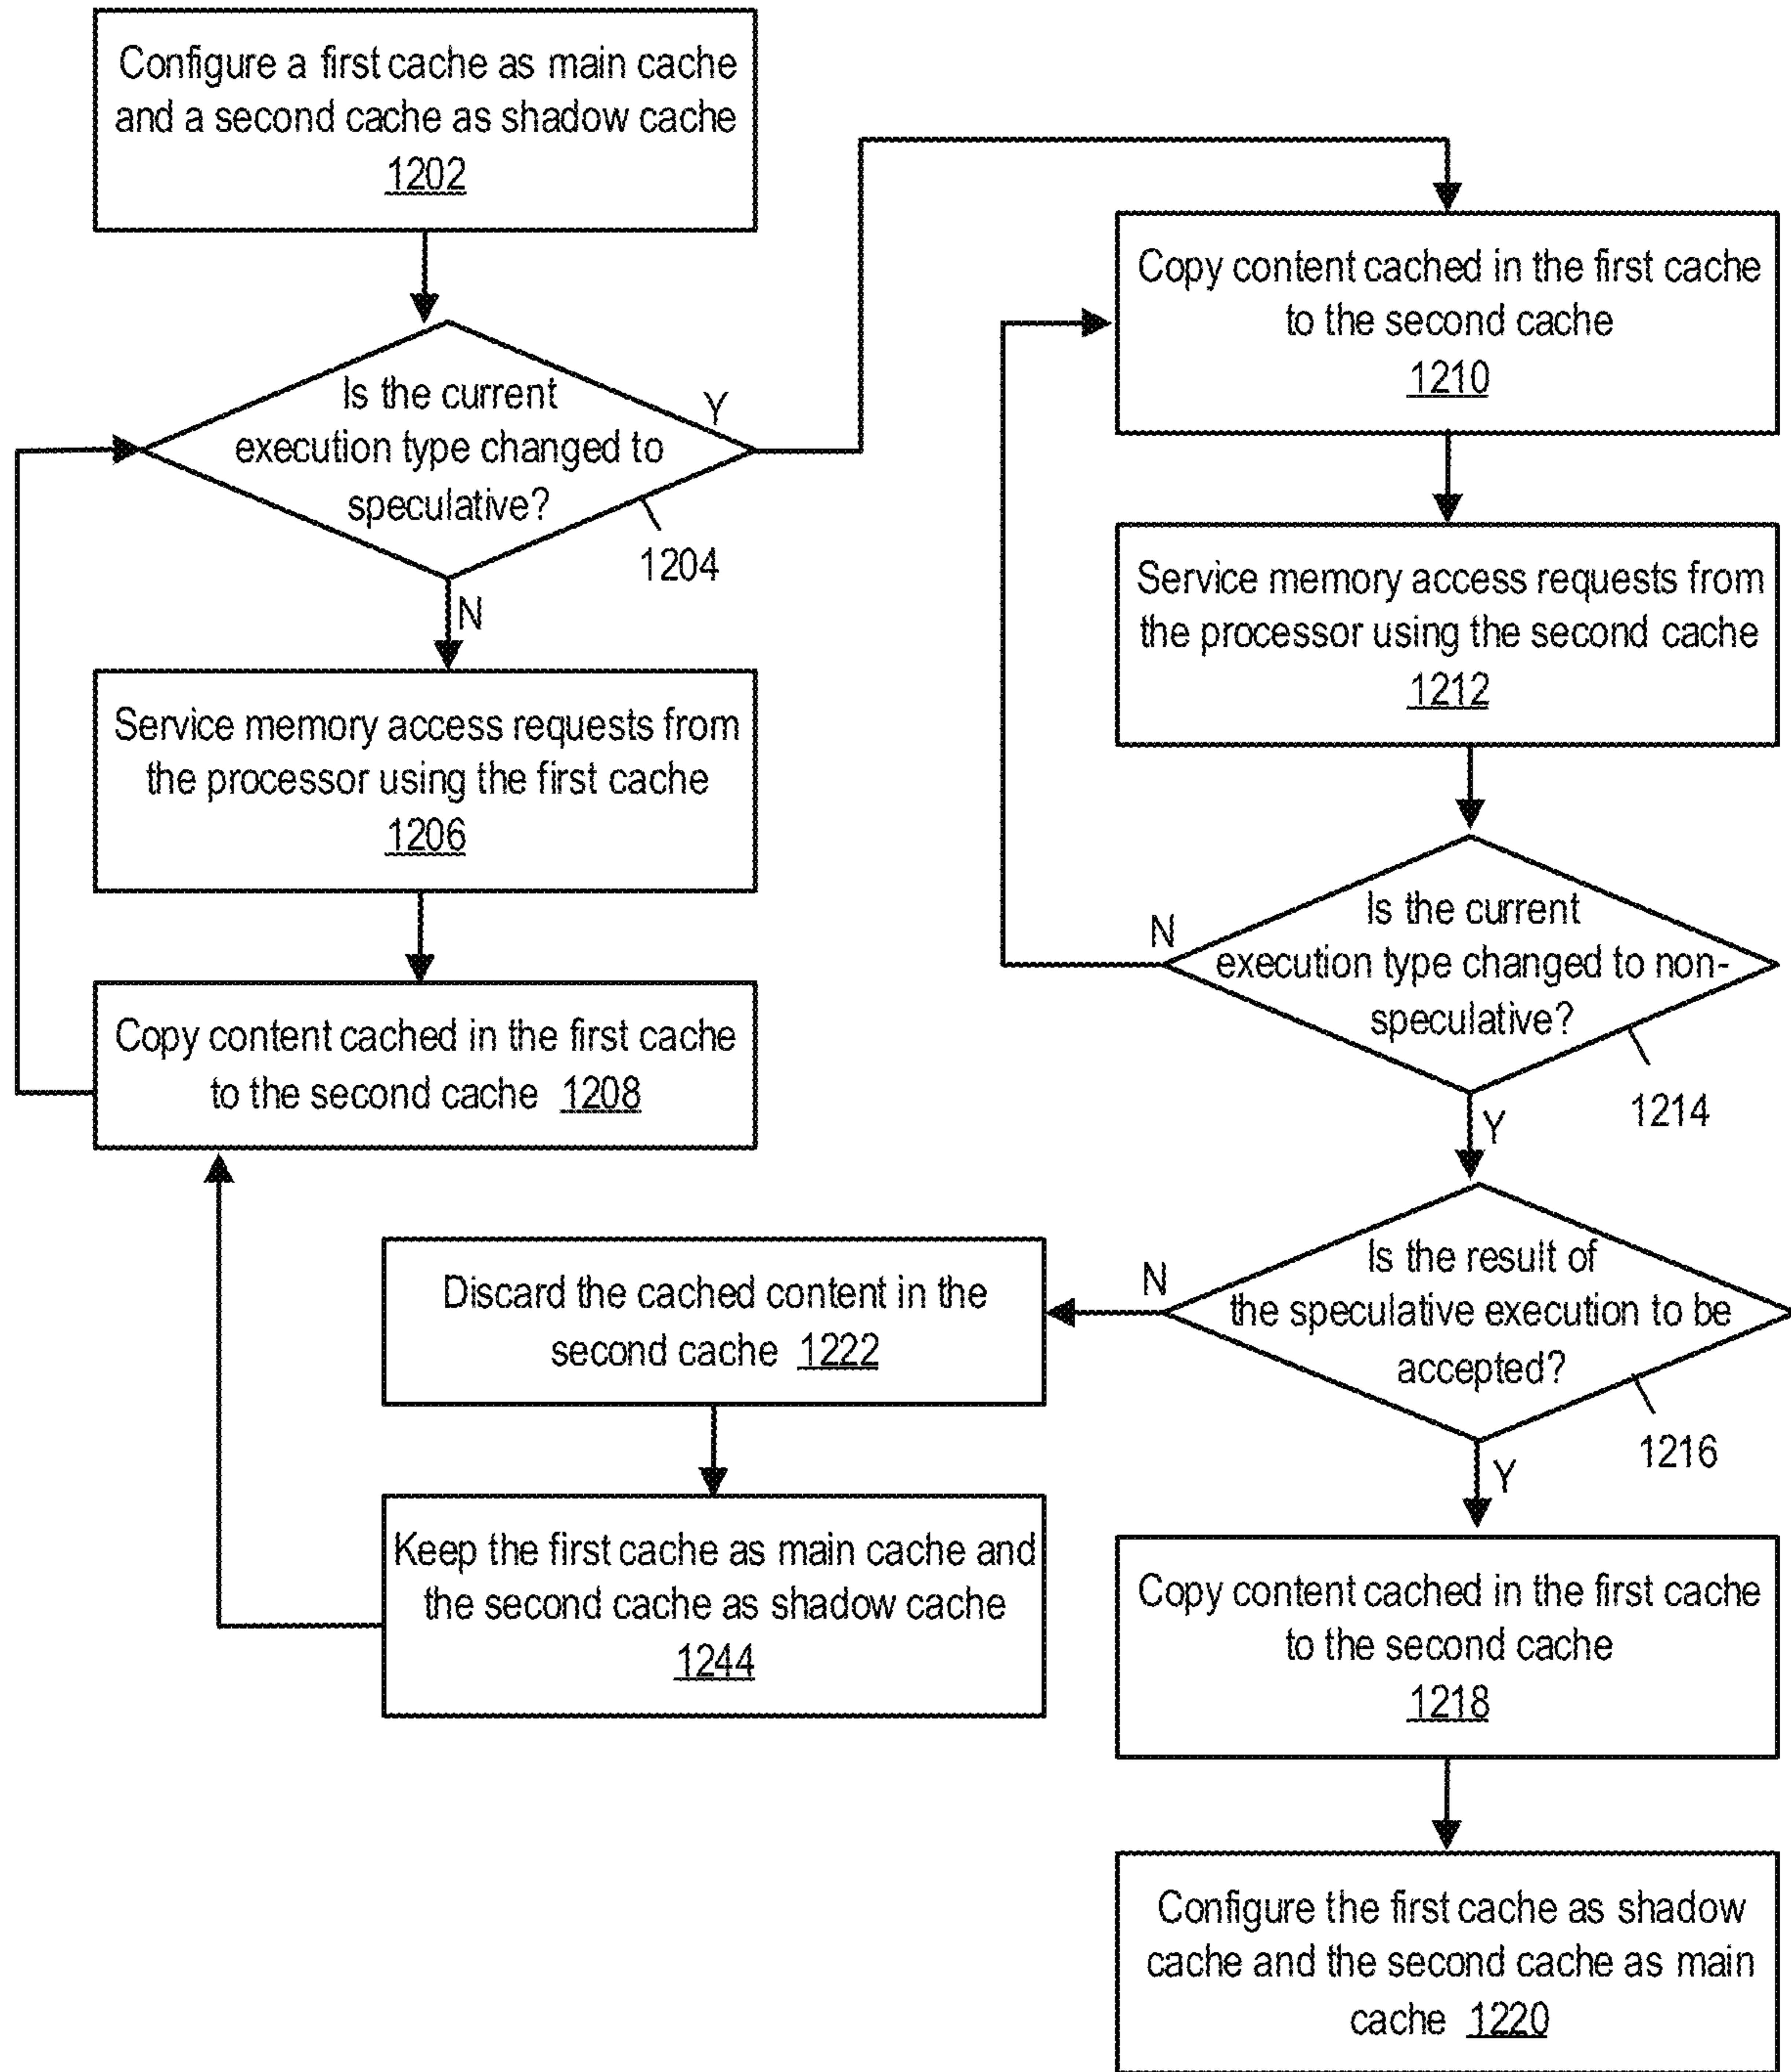 Configure a first cache as main cache
and a second cache as shadow cache
1202
Is the current
execution type changed to
speculative?
Y
1204
N
Service memory access requests from
the processor using the first cache
1206
Copy content cached in the first cache
to the second cache 1208
Copy content cached in the first cache
to the second cache
1210
Service memory access requests from
the processor using the second cache
1212
Is the current
execution type changed to non-
speculative?
N
1214
Y
Is the result of
the speculative execution to be
accepted?
N
1216
Y
Discard the cached content in the
second cache 1222
Keep the first cache as main cache and
the second cache as shadow cache
1244
Copy content cached in the first cache
to the second cache
1218
Configure the first cache as shadow
cache and the second cache as main
cache 1220